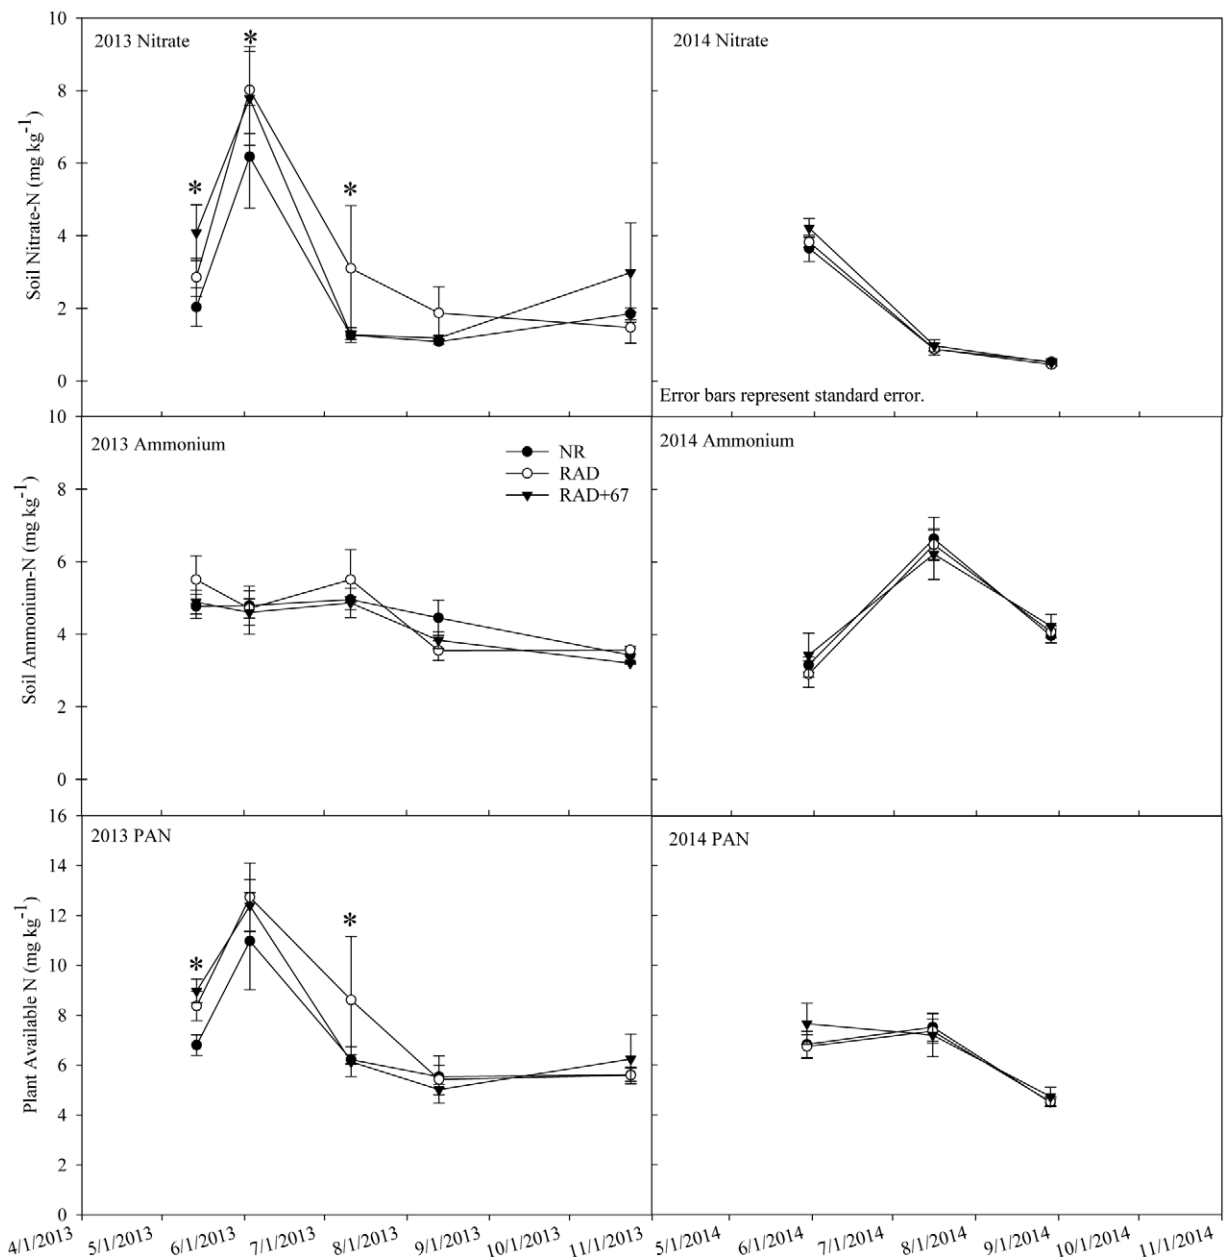 10
2013 Nitrate
*
2014 Nitrate
8
6
*
*
4
2
0
Soil Nitrate-N (mg kg-1)
Error bars represent standard error.
10
2013 Ammonium
2014 Ammonium
NR
RAD
RAD+67
8
6
4
2
0
Soil Ammonium-N (mg kg-1)
16
2013 PAN
2014 PAN
14
12
*
10
*
8
6
4
2
0
Plant Available N (mg kg-1)
4/1/2013 5/1/2013 6/1/2013 7/1/2013 8/1/2013 9/1/2013 10/1/2013 11/1/2013 5/1/2014 6/1/2014 7/1/2014 8/1/2014 9/1/2014 10/1/2014 11/1/2014